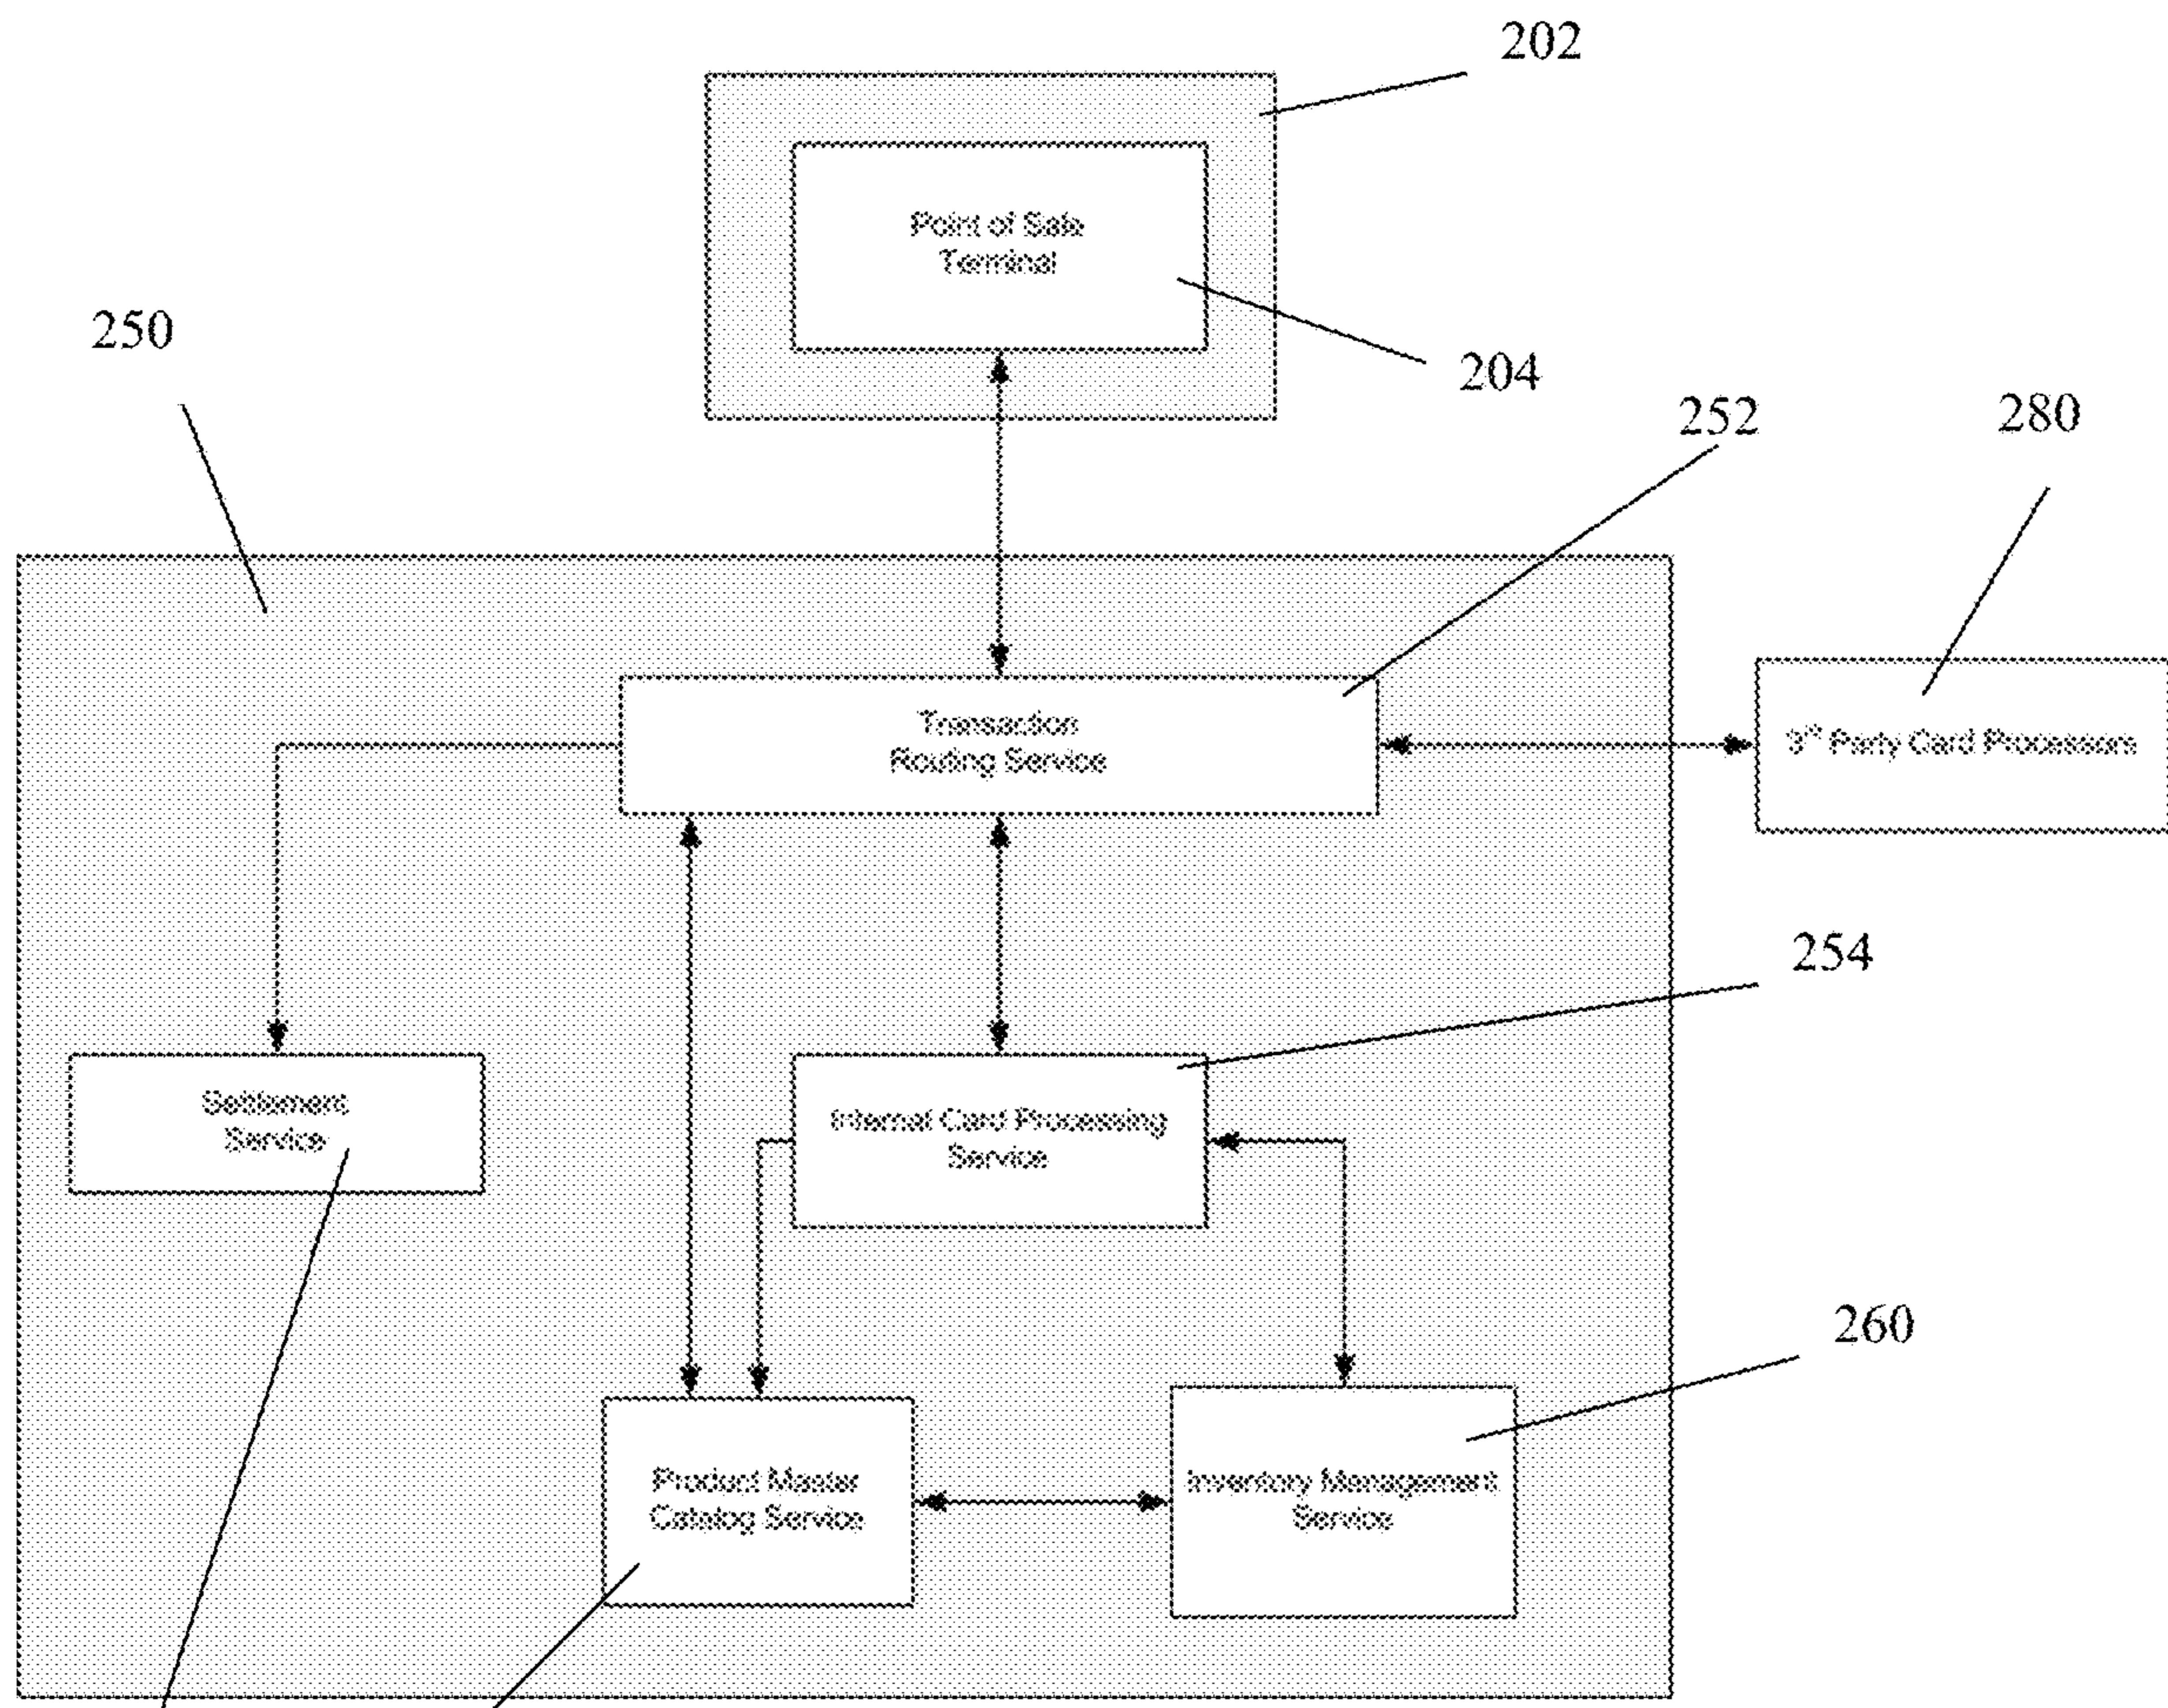 202
Point of Sale
Terminal
250
204
252
280
Transaction
Routing Service
3rd Party Card Processors
254
Settlement
Service
Internal Card Processing
Service
260
Product Master
Catalog Service
Inventory Management
Service